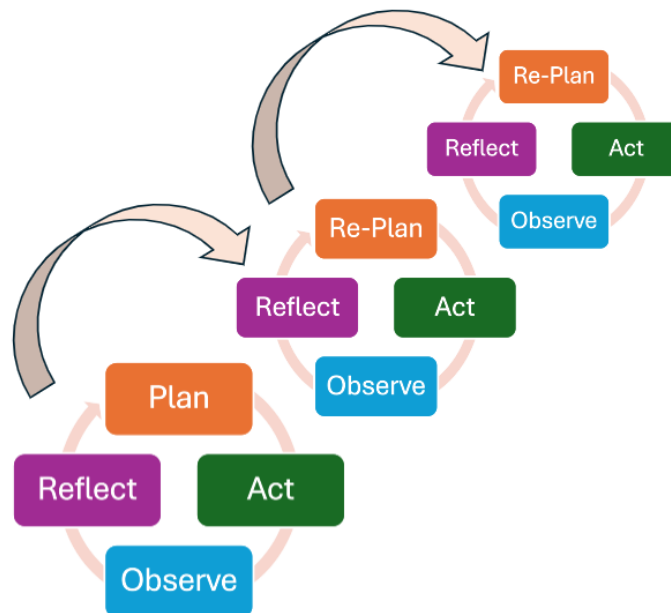 Re-Plan
Reflect
Act
Observe
Re-Plan
Reflect
Act
Observe
Plan
Reflect
Act
Observe